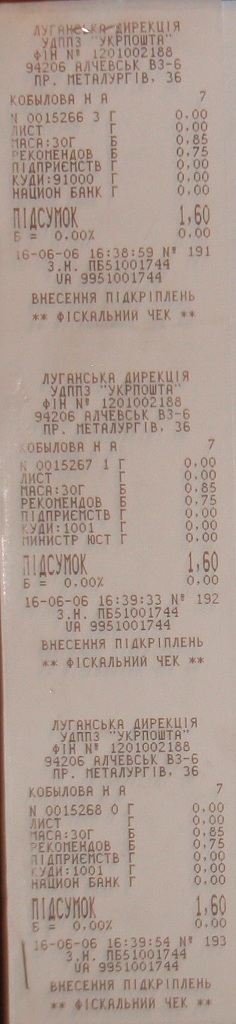 ЛУГАНСЬКА ДИРЕКЦІЯ
УДППЗ "УКРПОШТА"
ФІН № 1201002188
94206 АЛЧЕВСЬК ВЗ-6
ПР. МЕТАЛУРГІВ, 36
КОБЫЛОВА Н А 7
N 0015266 3 Г 0.00
ЛИСТ Г 0.00
МАСА:30Г Б 0.85
РЕКОМЕНДОВ Б 0.75
ПІДПРИЄМСТВ Г 0.00
КУДИ:91000 Г 0.00
НАЦИОН БАНК Г 0.00
ПІДСУМОК 1,60
Б = 0.00% 0.00
16-06-06 16:38:59 № 191
З.Н. ПБ51001744
UA 9951001744
ВНЕСЕННЯ ПІДКРІПЛЕНЬ
** ФІСКАЛЬНИЙ ЧЕК **
ЛУГАНСЬКА ДИРЕКЦІЯ
УДППЗ "УКРПОШТА"
ФІН № 1201002188
94206 АЛЧЕВСЬК ВЗ-6
ПР. МЕТАЛУРГІВ, 36
КОБЫЛОВА Н А 7
N 0015267 1 Г 0.00
ЛИСТ Г 0.00
МАСА:30Г Б 0.85
РЕКОМЕНДОВ Б 0.75
ПІДПРИЄМСТВ Г 0.00
КУДИ:1001 Г 0.00
МИНИСТР ЮСТ Г 0.00
ПІДСУМОК 1,60
Б = 0.00% 0.00
16-06-06 16:39:33 № 192
З.Н. ПБ51001744
UA 9951001744
ВНЕСЕННЯ ПІДКРІПЛЕНЬ
** ФІСКАЛЬНИЙ ЧЕК **
ЛУГАНСЬКА ДИРЕКЦІЯ
УДППЗ "УКРПОШТА"
ФІН № 1201002188
94206 АЛЧЕВСЬК ВЗ-6
ПР. МЕТАЛУРГІВ, 36
КОБЫЛОВА Н А 7
N 0015268 0 Г 0.00
ЛИСТ Г 0.00
МАСА:30Г Б 0.85
РЕКОМЕНДОВ Б 0.75
ПІДПРИЄМСТВ Г 0.00
КУДИ:1001 Г 0.00
НАЦИОН БАНК Г 0.00
ПІДСУМОК 1,60
Б = 0.00% 0.00
16-06-06 16:39:54 № 193
З.Н. ПБ51001744
UA 9951001744
ВНЕСЕННЯ ПІДКРІПЛЕНЬ
** ФІСКАЛЬНИЙ ЧЕК **